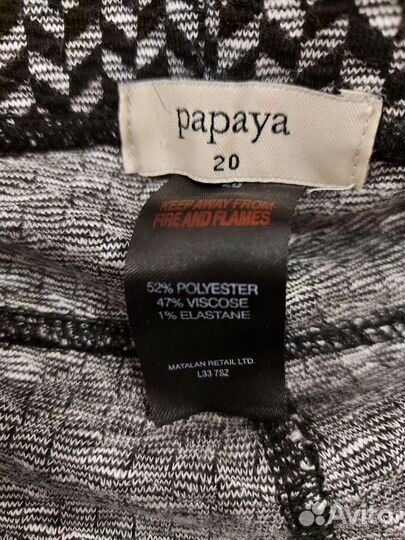 papaya
20
20
KEEP AWAY FROM
FIRE AND FLAMES
52% POLYESTER
47% VISCOSE
1% ELASTANE
MATALAN RETAIL LTD.
L33 7SZ
Avito